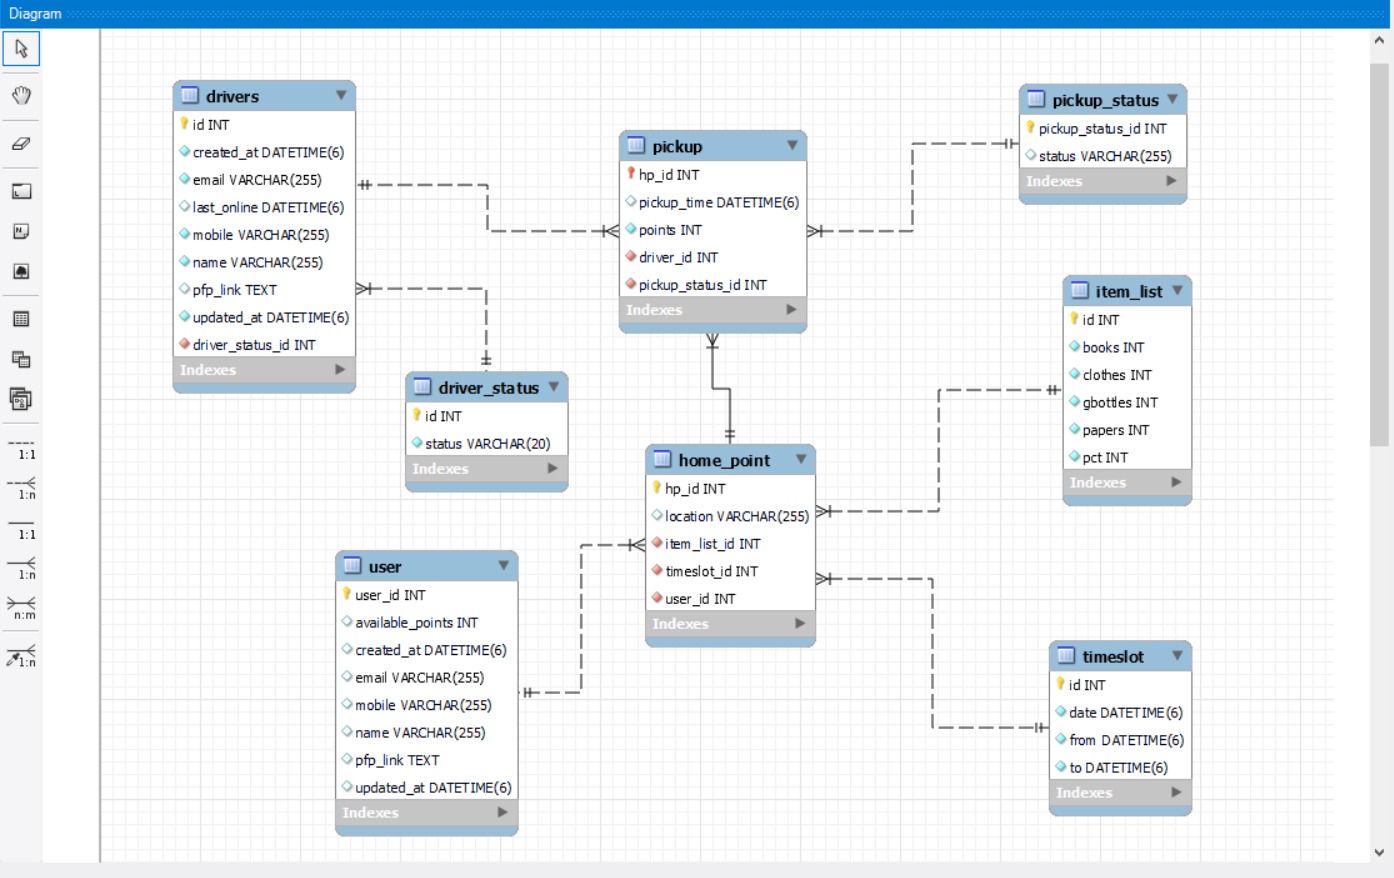 Diagram
drivers
id INT
created_at DATETIME(6)
email VARCHAR(255)
last_online DATETIME(6)
mobile VARCHAR(255)
name VARCHAR(255)
pfp_link TEXT
updated_at DATETIME(6)
driver_status_id INT
Indexes
pickup
hp_id INT
pickup_time DATETIME(6)
points INT
driver_id INT
pickup_status_id INT
Indexes
pickup_status
pickup_status_id INT
status VARCHAR(255)
Indexes
item_list
id INT
books INT
clothes INT
gbottles INT
papers INT
pct INT
Indexes
driver_status
id INT
status VARCHAR(20)
Indexes
home_point
hp_id INT
location VARCHAR(255)
item_list_id INT
timeslot_id INT
user_id INT
Indexes
user
user_id INT
available_points INT
created_at DATETIME(6)
email VARCHAR(255)
mobile VARCHAR(255)
name VARCHAR(255)
pfp_link TEXT
updated_at DATETIME(6)
Indexes
timeslot
id INT
date DATETIME(6)
from DATETIME(6)
to DATETIME(6)
Indexes
1:1
1:n
1:1
1:n
n:m
1:n